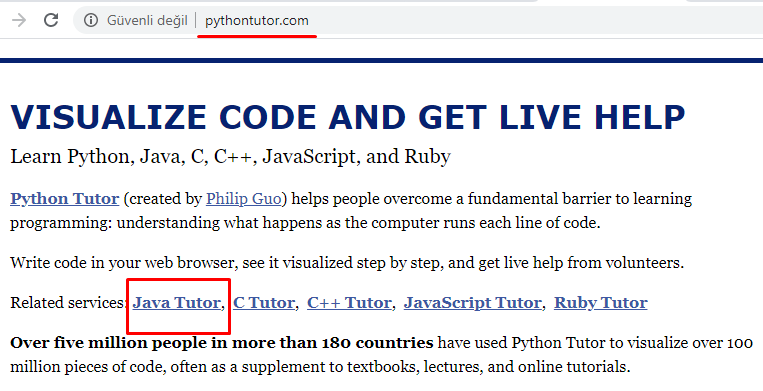 Güvenli değil | pythontutor.com
VISUALIZE CODE AND GET LIVE HELP
Learn Python, Java, C, C++, JavaScript, and Ruby
Python Tutor (created by Philip Guo) helps people overcome a fundamental barrier to learning
programming: understanding what happens as the computer runs each line of code.
Write code in your web browser, see it visualized step by step, and get live help from volunteers.
Related services: Java Tutor, C Tutor, C++ Tutor, JavaScript Tutor, Ruby Tutor
Over five million people in more than 180 countries have used Python Tutor to visualize over 100
million pieces of code, often as a supplement to textbooks, lectures, and online tutorials.